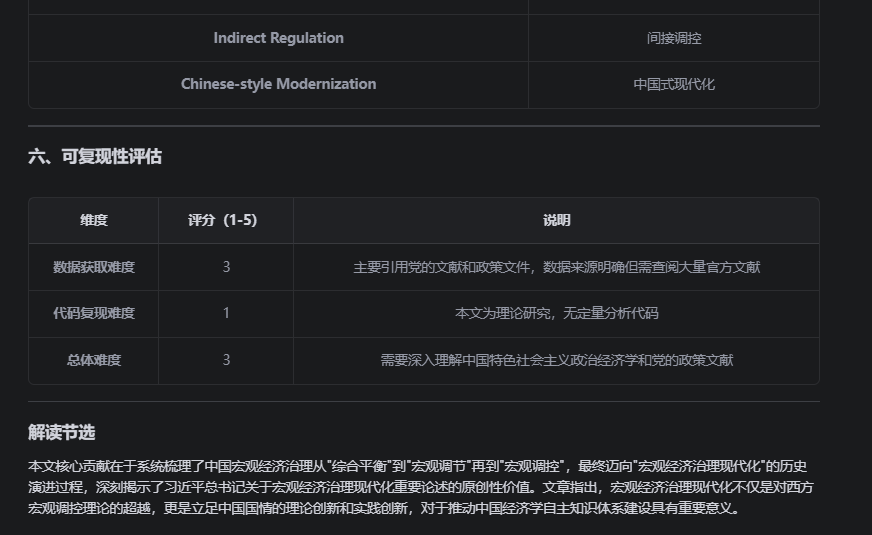 Indirect Regulation 间接调控
Chinese-style Modernization 中国式现代化
六、可复现性评估
维度 评分（1-5） 说明
数据获取难度 3 主要引用党的文献和政策文件，数据来源明确但需查阅大量官方文献
代码复现难度 1 本文为理论研究，无定量分析代码
总体难度 3 需要深入理解中国特色社会主义政治经济学和党的政策文献
解读节选
本文核心贡献在于系统梳理了中国宏观经济治理从"综合平衡"到"宏观调节"再到"宏观调控"，最终迈向"宏观经济治理现代化"的历史
演进过程，深刻揭示了习近平总书记关于宏观经济治理现代化重要论述的原创性价值。文章指出，宏观经济治理现代化不仅是对西方
宏观调控理论的超越，更是立足中国国情的理论创新和实践创新，对于推动中国经济学自主知识体系建设具有重要意义。